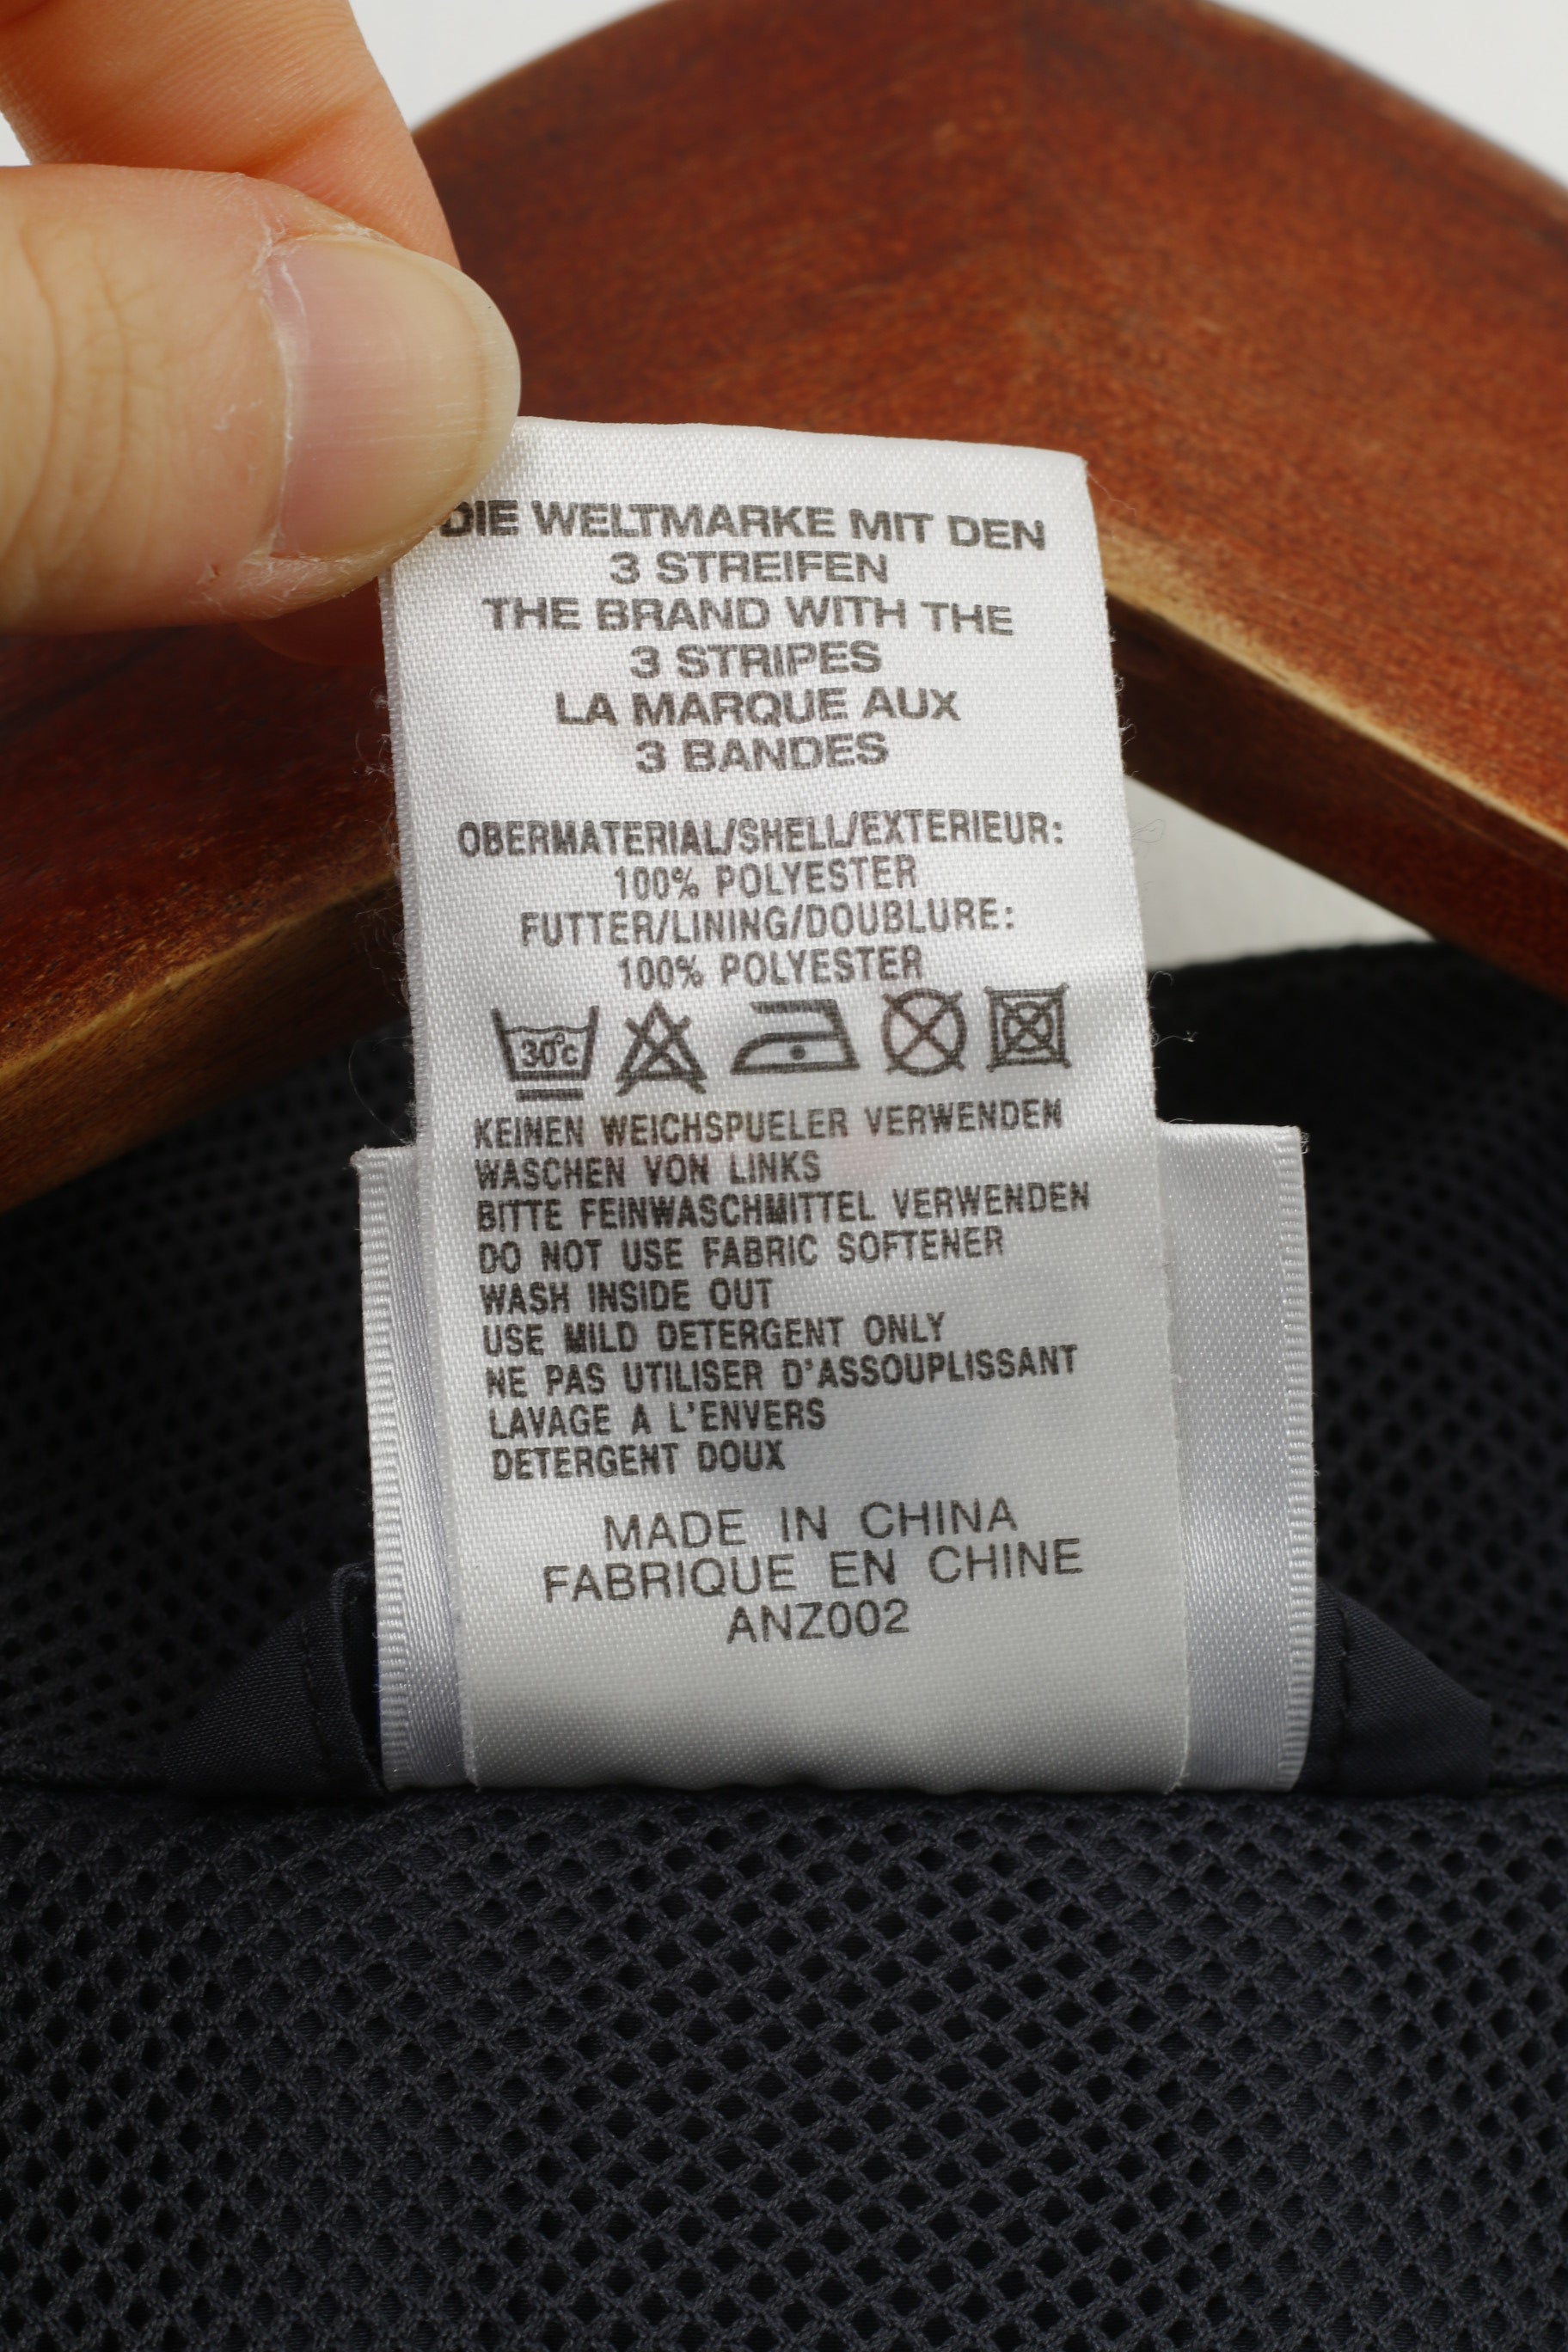 DIE WELTMARKE MIT DEN
3 STREIFEN
THE BRAND WITH THE
3 STRIPES
LA MARQUE AUX
3 BANDES
OBERMATERIAL/SHELL/EXTERIEUR:
100% POLYESTER
FUTTER/LINING/DOUBLURE:
100% POLYESTER
30°c
KEINEN WEICHSPUELER VERWENDEN
WASCHEN VON LINKS
BITTE FEINWASCHMITTEL VERWENDEN
DO NOT USE FABRIC SOFTENER
WASH INSIDE OUT
USE MILD DETERGENT ONLY
NE PAS UTILISER D'ASSOUPLISSANT
LAVAGE A L'ENVERS
DETERGENT DOUX
MADE IN CHINA
FABRIQUE EN CHINE
ANZ002